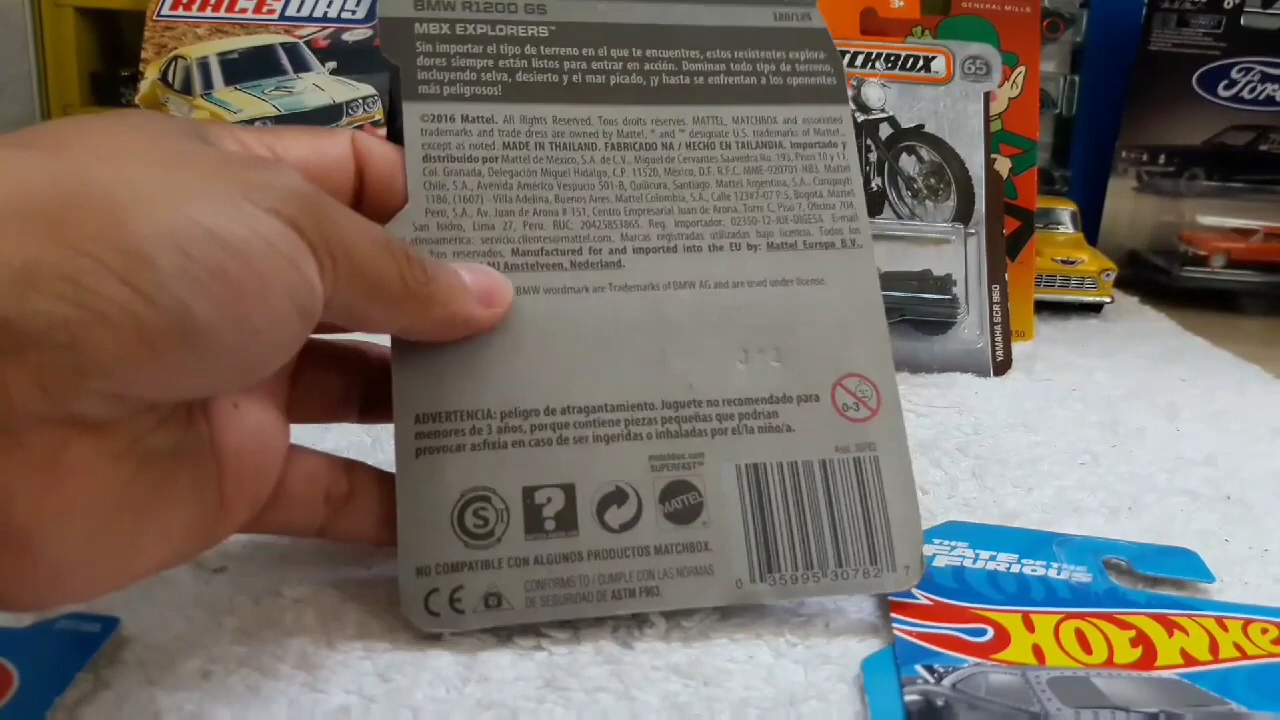 RACE DAY
BMW R1200 GS
120/125
MBX EXPLORERS™
Sin importar el tipo de terreno en el que te encuentres, estos resistentes explora-
dores siempre están listos para entrar en acción. Dominan todo tipo de terreno,
incluyendo selva, desierto y el mar picado, ¡y hasta se enfrentan a los oponentes
más peligrosos!
©2016 Mattel. All Rights Reserved. Tous droits réservés. MATTEL, MATCHBOX and associated
trademarks and trade dress are owned by Mattel, ® and ™ designate U.S. trademarks of Mattel,
except as noted. MADE IN THAILAND. FABRICADO NA / HECHO EN TAILANDIA. Importado y
distribuido por Mattel de México, S.A. de C.V., Miguel de Cervantes Saavedra No. 193, Pisos 10 y 11,
Col. Granada, Delegación Miguel Hidalgo, C.P. 11520, México, D.F. R.F.C. MME-920701-NB3. Mattel
Chile, S.A., Avenida Américo Vespucio 501-B, Quilicura, Santiago. Mattel Argentina, S.A., Curupaytí
1186, (1607) - Villa Adelina, Buenos Aires. Mattel Colombia, S.A., Calle 123#7-07 P.5, Bogotá. Mattel
Perú, S.A., Av. Juan de Arona # 151, Centro Empresarial Juan de Arona, Torre C, Piso 7, Oficina 704,
San Isidro, Lima 27, Perú. RUC: 20425853865. Reg. Importador: 02350-12-JUE-DIGESA. E-mail
atinoamerica: servicio.clientes@mattel.com. Marcas registradas utilizadas bajo licencia. Todos los
chos reservados. Manufactured for and imported into the EU by: Mattel Europa B.V.,
MJ Amstelveen, Nederland.
BMW wordmark are Trademarks of BMW AG and are used under license.
ADVERTENCIA: peligro de atragantamiento. Juguete no recomendado para
menores de 3 años, porque contiene piezas pequeñas que podrían
provocar asfixia en caso de ser ingeridas o inhaladas por el/la niño/a.
0-3
Asst. 30782
matchbox.com
SUPERFAST™
S
?
MATTEL
NO COMPATIBLE CON ALGUNOS PRODUCTOS MATCHBOX.
CE
CONFORMS TO / CUMPLE CON LAS NORMAS
DE SEGURIDAD DE ASTM F963.
0 35995 30782 7
3+
GENERAL MILLS
TCHBOX
65
YAMAHA SCR 950
50
Ford
THE
FATE OF THE
FURIOUS
HOT WHE